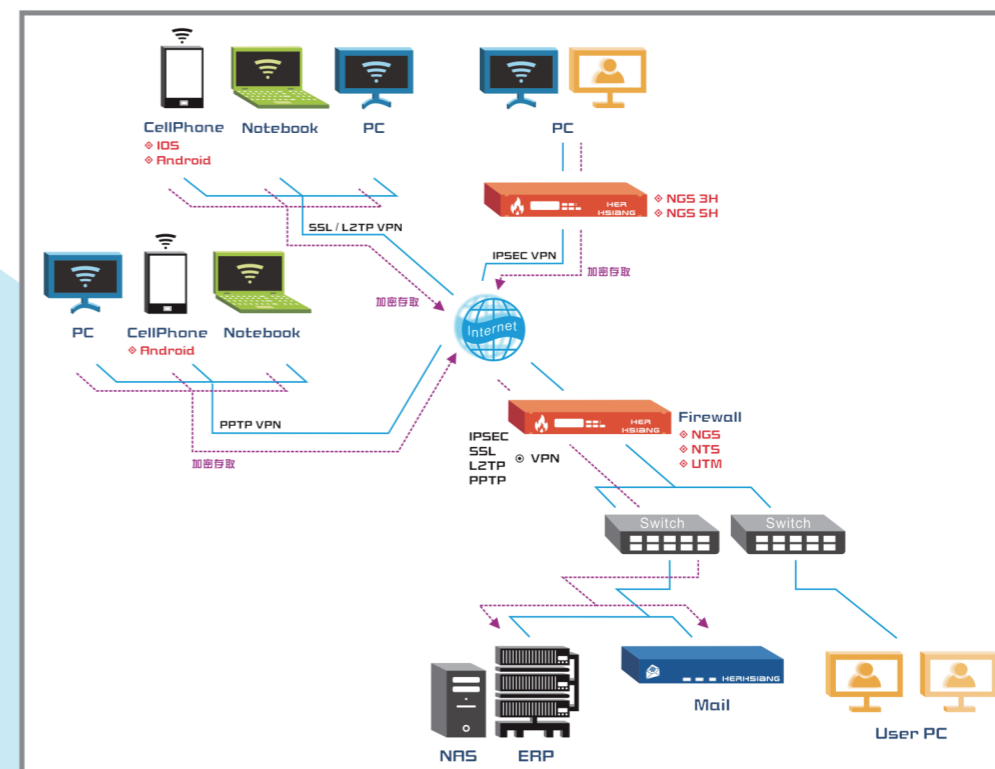 CellPhone
◈ IOS
◈ Android
Notebook
PC
PC
HER
HSIANG
◈ NGS 3H
◈ NGS 5H
SSL / L2TP VPN
IPSEC VPN
加密存取
加密存取
Internet
PC
CellPhone
◈ Android
Notebook
PPTP VPN
加密存取
HER
HSIANG
Firewall
◈ NGS
◈ NTS
◈ UTM
IPSEC
SSL
L2TP
PPTP
⦿ VPN
Switch
Switch
HERHSIANG
NAS
ERP
Mail
User PC